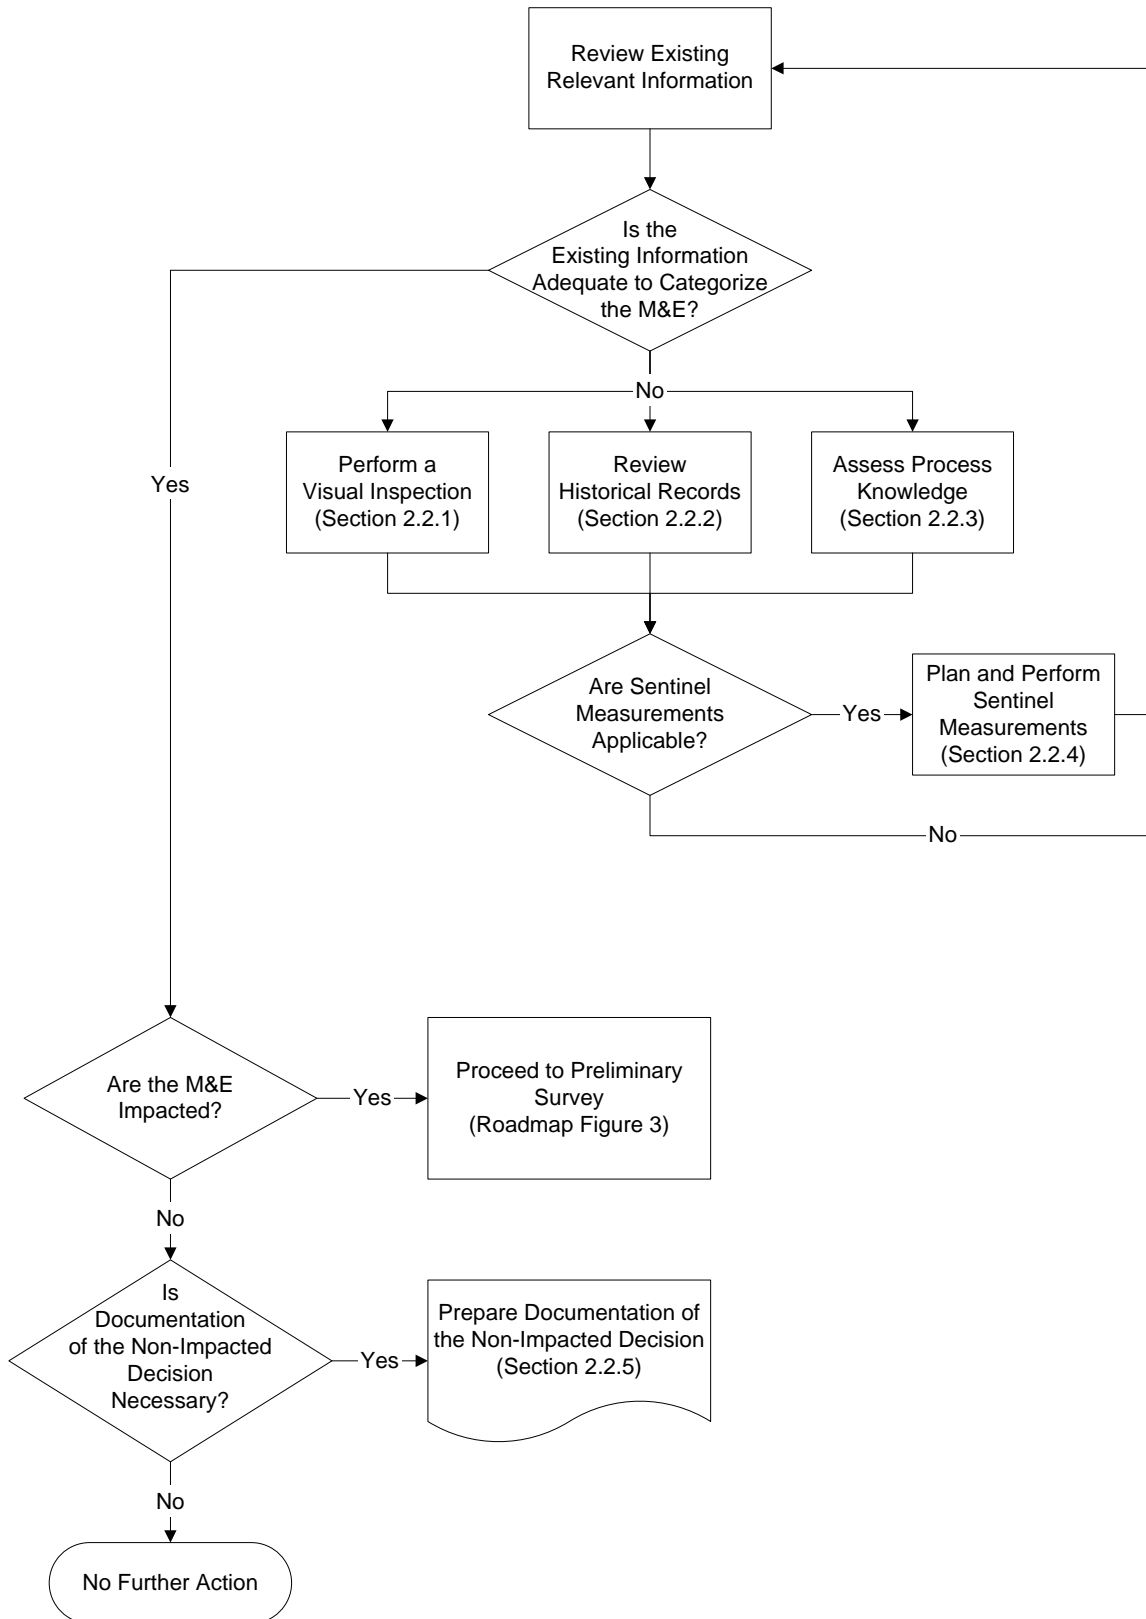 Review Existing
Relevant Information
Is the
Existing Information
Adequate to Categorize
the M&E?
No
Yes
Perform a
Visual Inspection
(Section 2.2.1)
Review
Historical Records
(Section 2.2.2)
Assess Process
Knowledge
(Section 2.2.3)
Are Sentinel
Measurements
Applicable?
Yes
Plan and Perform
Sentinel
Measurements
(Section 2.2.4)
No
Are the M&E
Impacted?
Yes
Proceed to Preliminary
Survey
(Roadmap Figure 3)
No
Is
Documentation
of the Non-Impacted
Decision
Necessary?
Yes
Prepare Documentation of
the Non-Impacted Decision
(Section 2.2.5)
No
No Further Action